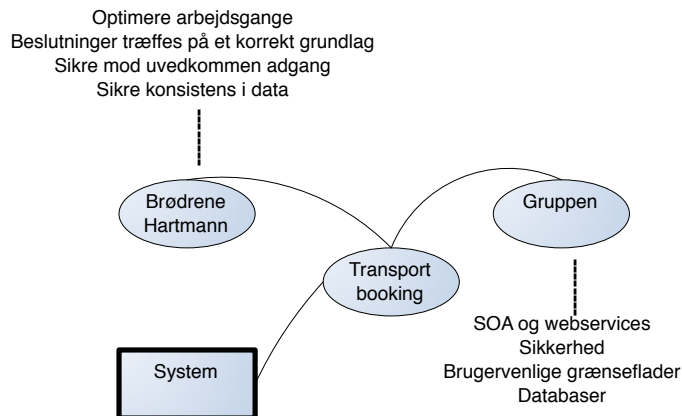 Optimere arbejdsgange
Beslutninger træffes på et korrekt grundlag
Sikre mod uvedkommen adgang
Sikre konsistens i data
Brødrene
Hartmann
Gruppen
Transport
booking
SOA og webservices
Sikkerhed
Brugervenlige grænseflader
Databaser
System